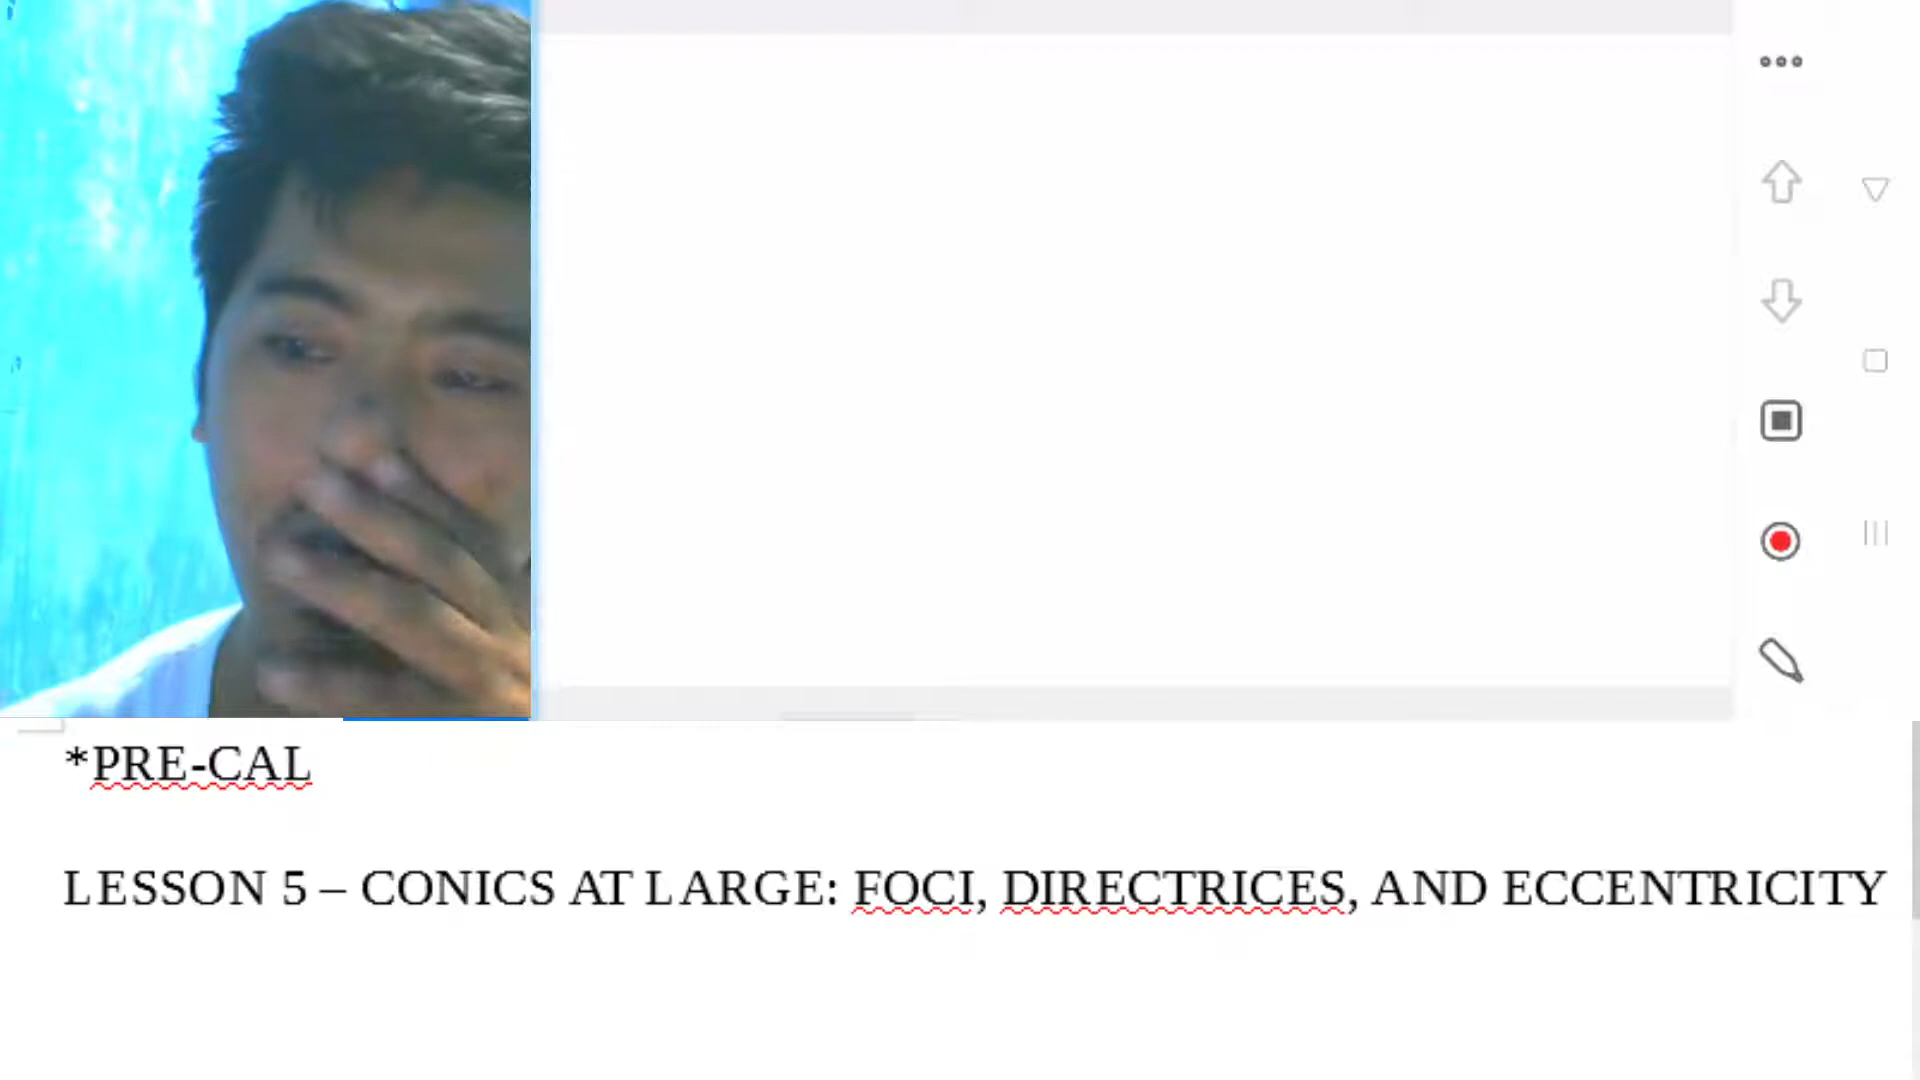 *PRE-CAL
LESSON 5 – CONICS AT LARGE: FOCI, DIRECTRICES, AND ECCENTRICITY